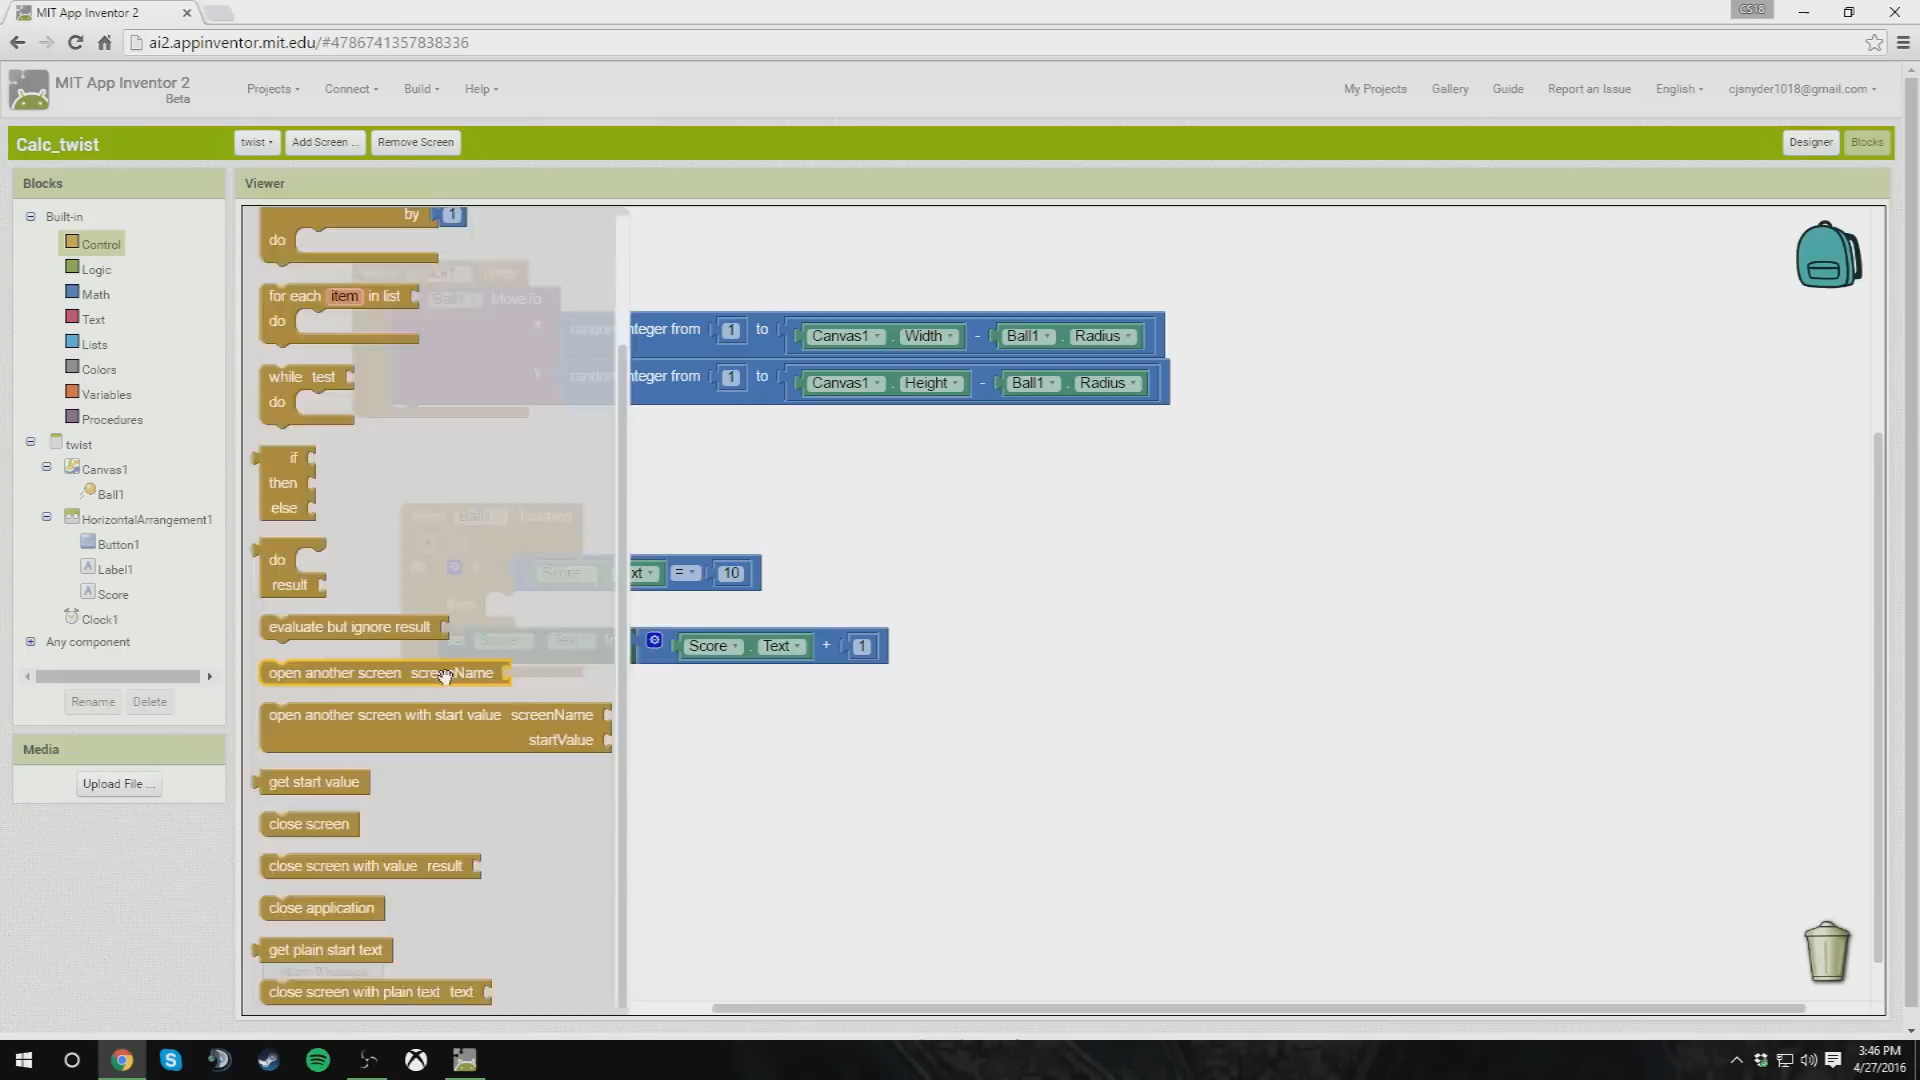 MIT App Inventor 2
CS18
ai2.appinventor.mit.edu/#4786741357838336
MIT App Inventor 2
Beta
Projects
Connect
Build
Help
My Projects
Gallery
Guide
Report an Issue
English
cjsnyder1018@gmail.com
Calc_twist
twist
Add Screen ...
Remove Screen
Designer
Blocks
Blocks
Viewer
Built-in
Control
Logic
Math
Text
Lists
Colors
Variables
Procedures
twist
Canvas1
Ball1
HorizontalArrangement1
Button1
Label1
Score
Clock1
Any component
Rename
Delete
Media
Upload File ...
by 1
do
for each item in list
do
while test
do
if
then
else
do
result
evaluate but ignore result
open another screen screenName
open another screen with start value screenName
startValue
get start value
close screen
close screen with value result
close application
get plain start text
close screen with plain text text
random integer from 1 to Canvas1 . Width - Ball1 . Radius
random integer from 1 to Canvas1 . Height - Ball1 . Radius
= 10
Score . Text + 1
3:46 PM
4/27/2016